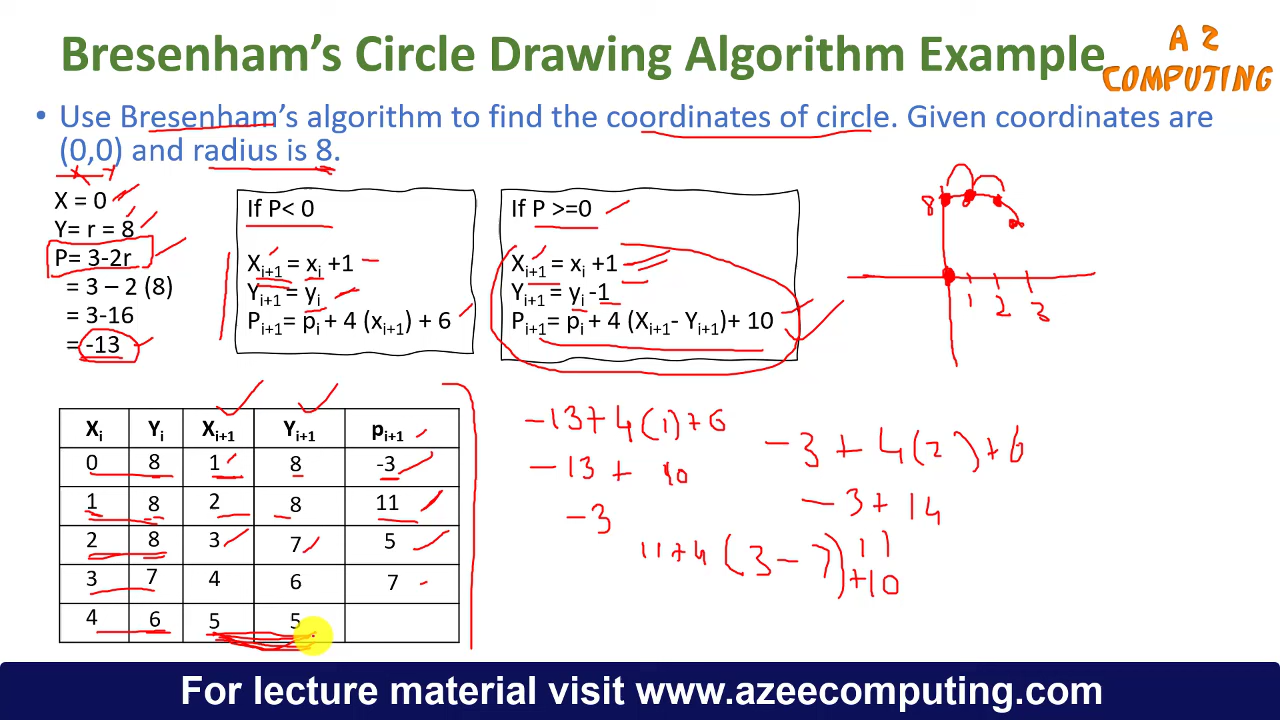 Bresenham's Circle Drawing Algorithm Example
A Z
COMPUTING
• Use Bresenham's algorithm to find the coordinates of circle. Given coordinates are
(0,0) and radius is 8.
X Y
X = 0
Y= r = 8
P= 3-2r
= 3 – 2 (8)
= 3-16
= -13
If P< 0
Xi+1 = xi +1
Yi+1 = yi
Pi+1= pi + 4 (xi+1) + 6
If P >=0
Xi+1 = xi +1
Yi+1 = yi -1
Pi+1= pi + 4 (Xi+1- Yi+1)+ 10
8
1 2 3
Xi Yi Xi+1 Yi+1 pi+1
0 8 1 8 -3
1 8 2 8 11
2 8 3 7 5
3 7 4 6 7
4 6 5 5
-13+4(1)+6
-13 + 10
-3
-3 + 4(2)+6
-3+14
11
11+4(3-7)+10
For lecture material visit www.azeecomputing.com